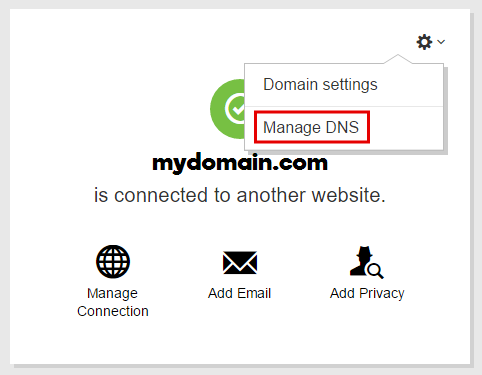 Domain settings
Manage DNS
mydomain.com
is connected to another website.
Manage
Connection
Add Email
Add Privacy